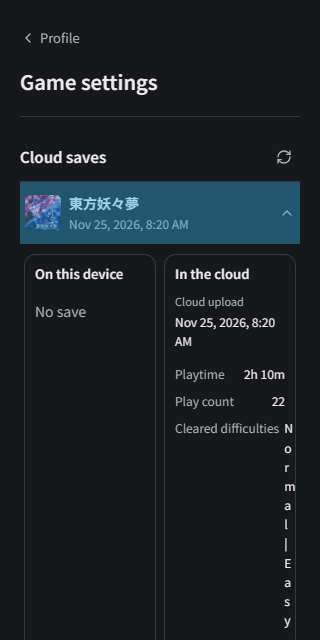 Profile
Game settings
Cloud saves
東方妖々夢
Nov 25, 2026, 8:20 AM
On this device
No save
In the cloud
Cloud upload
Nov 25, 2026, 8:20
AM
Playtime 2h 10m
Play count 22
Cleared difficulties N
o
r
m
a
l
|
E
a
s
y